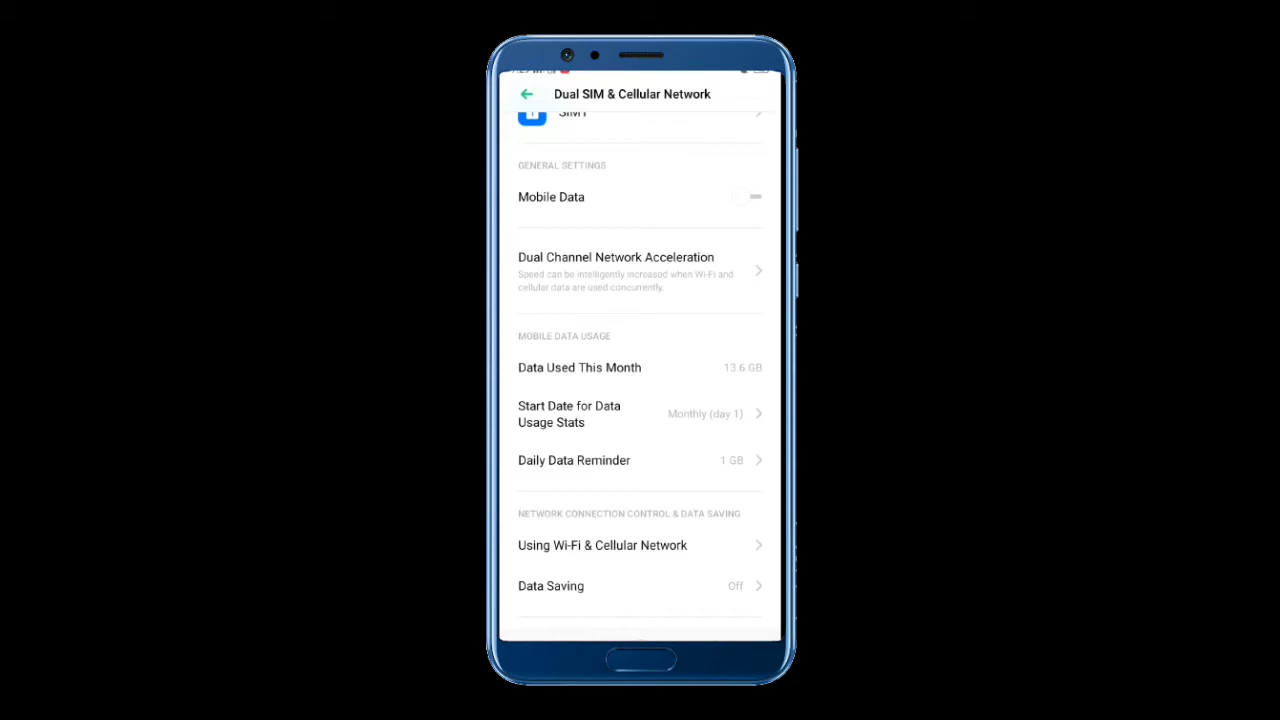 Dual SIM & Cellular Network
SIM1
GENERAL SETTINGS
Mobile Data
Dual Channel Network Acceleration
Speed can be intelligently increased when Wi-Fi and
cellular data are used concurrently.
MOBILE DATA USAGE
Data Used This Month 13.6 GB
Start Date for Data
Usage Stats Monthly (day 1)
Daily Data Reminder 1 GB
NETWORK CONNECTION CONTROL & DATA SAVING
Using Wi-Fi & Cellular Network
Data Saving Off